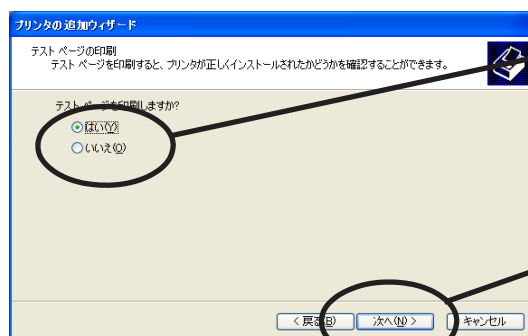 プリンタの追加ウィザード
テスト ページの印刷
テスト ページを印刷すると、プリンタが正しくインストールされたかどうかを確認することができます。
テスト ページを印刷しますか?
はい(Y)
いいえ(O)
< 戻る(B) 次へ(N) > キャンセル